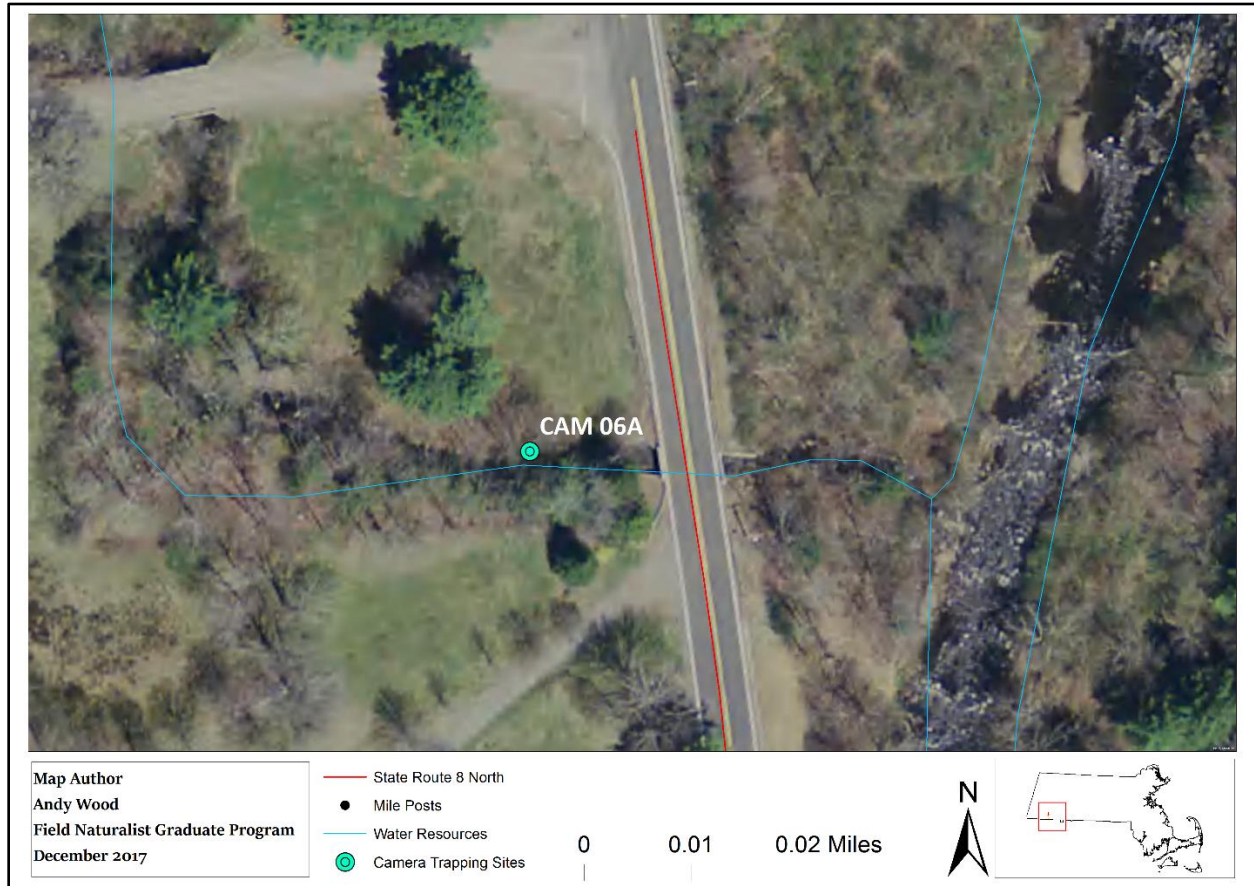 CAM 06A
Map Author
Andy Wood
Field Naturalist Graduate Program
December 2017
State Route 8 North
Mile Posts
Water Resources
Camera Trapping Sites
0 0.01 0.02 Miles
N